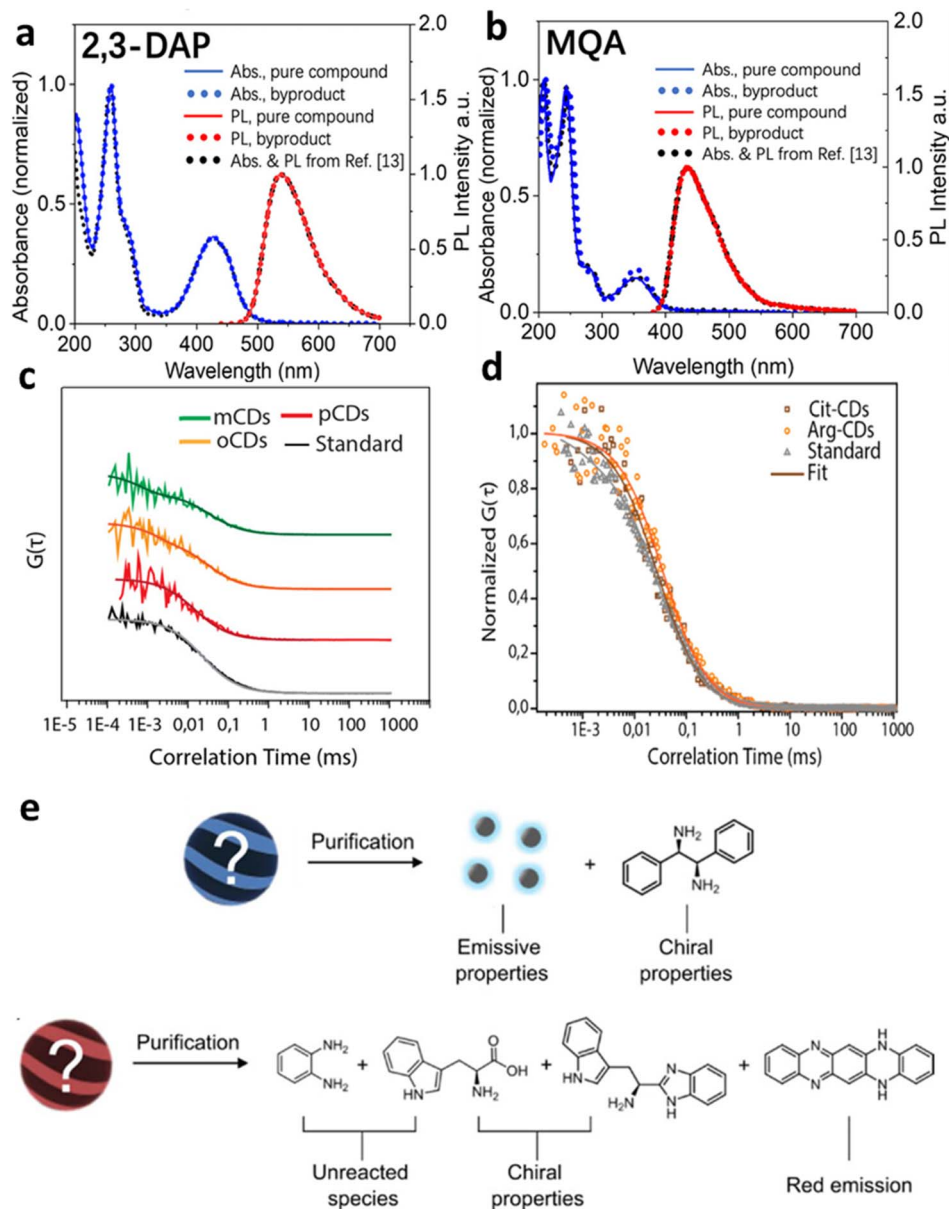 a
2,3-DAP
Abs., pure compound
Abs., byproduct
PL, pure compound
PL, byproduct
Abs. & PL from Ref. [13]
Absorbance (normalized)
1.0
0.5
0.0
PL Intensity a.u.
2.0
1.5
1.0
0.5
0.0
200 300 400 500 600 700
Wavelength (nm)
b
MQA
Abs., pure compound
Abs., byproduct
PL, pure compound
PL, byproduct
Abs. & PL from Ref. [13]
Absorbance (normalized)
1.0
0.5
0.0
PL Intensity a.u.
2.0
1.5
1.0
0.5
0.0
200 300 400 500 600 700
Wavelength (nm)
c
mCDs pCDs
oCDs Standard
G(τ)
1E-5 1E-4 1E-3 0,01 0,1 1 10 100 1000
Correlation Time (ms)
d
Cit-CDs
Arg-CDs
Standard
Fit
Normalized G(τ)
1,0
0,8
0,6
0,4
0,2
0,0
1E-3 0,01 0,1 1 10 100 1000
Correlation Time (ms)
e
?
Purification
+
NH2
NH2
Emissive
properties
Chiral
properties
?
Purification
NH2
NH2
+
O
OH
NH2
HN
+
HN
N
H2N
N
H
+
N
H
N
N
N
H
Unreacted
species
Chiral
properties
Red emission